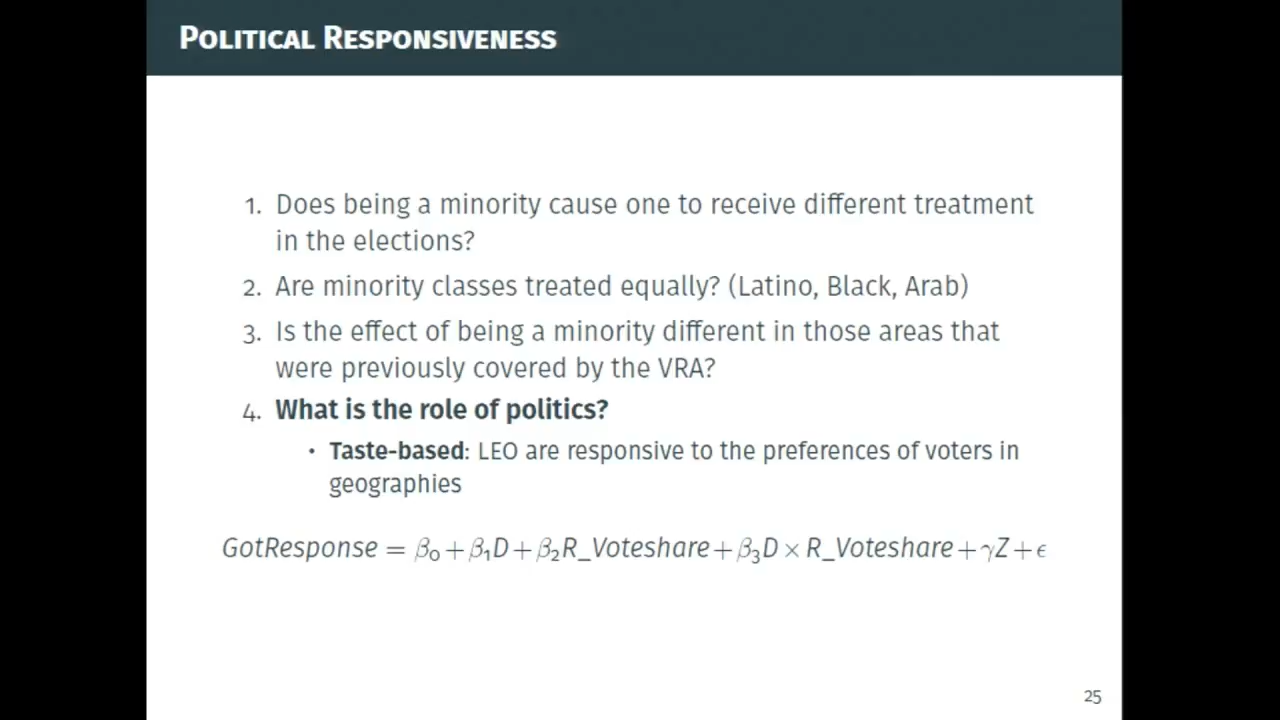 Political Responsiveness
1. Does being a minority cause one to receive different treatment
in the elections?
2. Are minority classes treated equally? (Latino, Black, Arab)
3. Is the effect of being a minority different in those areas that
were previously covered by the VRA?
4. What is the role of politics?
• Taste-based: LEO are responsive to the preferences of voters in
geographies
GotResponse = β₀ + β₁D + β₂R_Voteshare + β₃D × R_Voteshare + γZ + ϵ
25